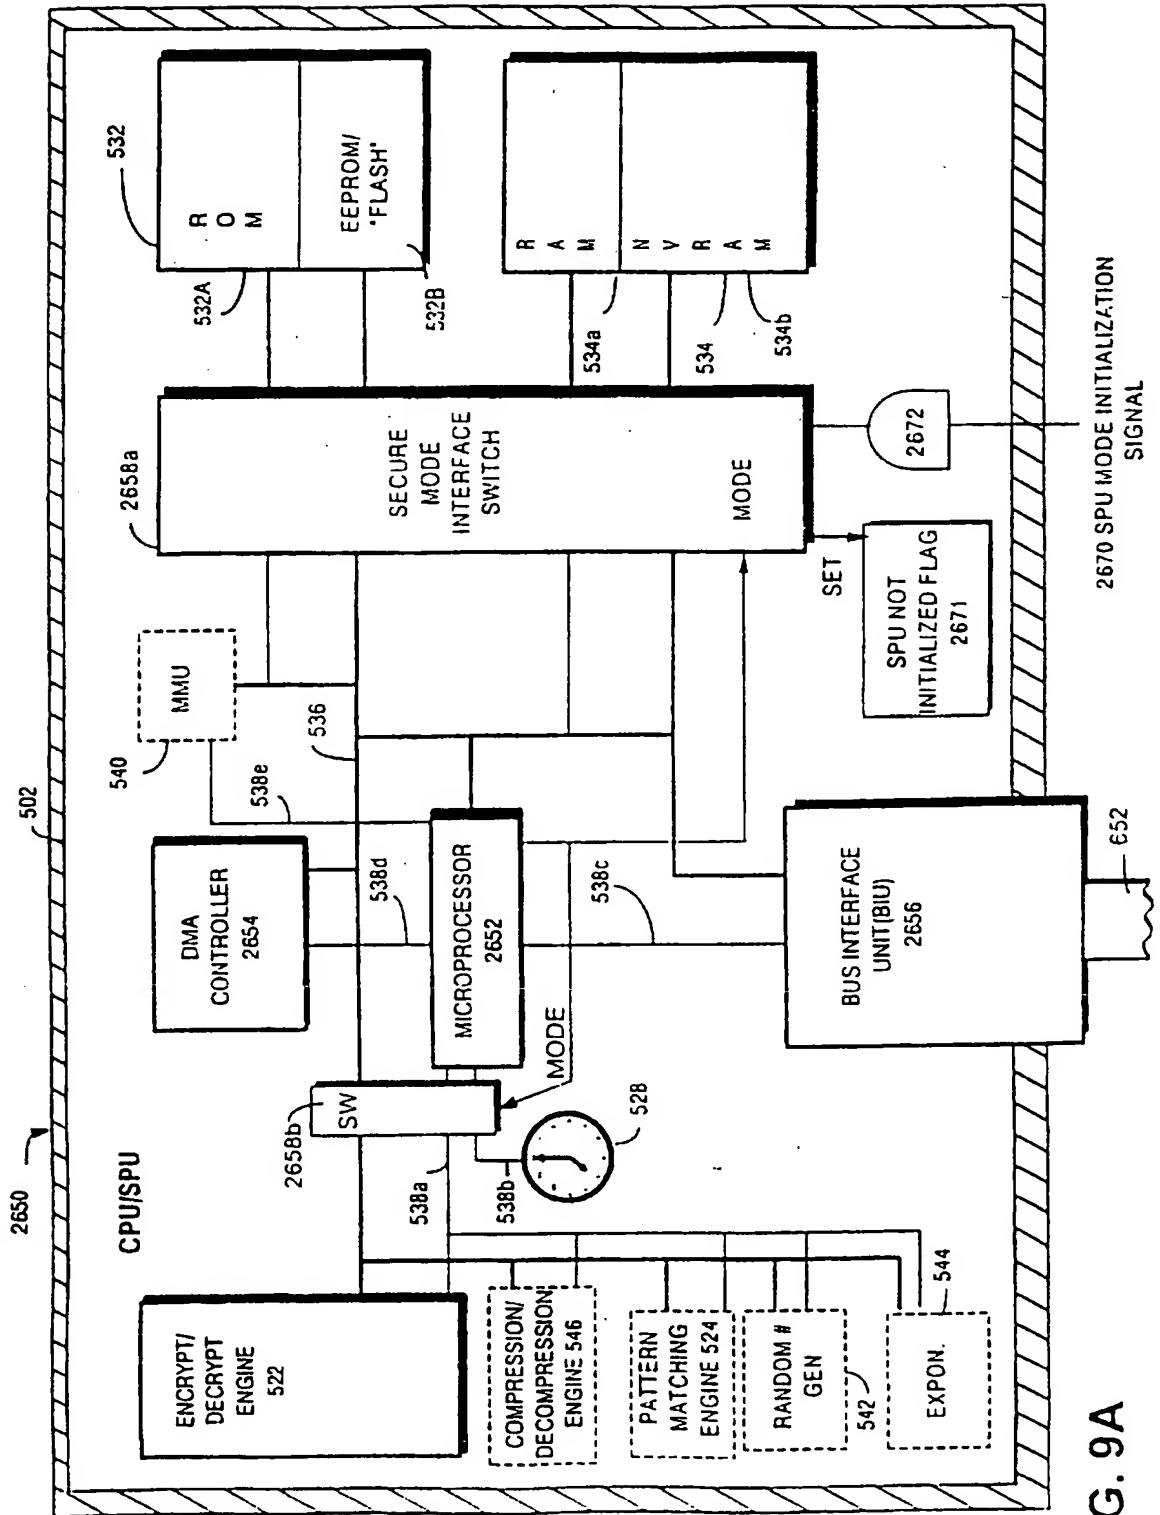 2650
502
CPU/SPU
ENCRYPT/
DECRYPT
ENGINE
522
2658b
SW
538a
538b
528
MODE
DMA
CONTROLLER
2654
538d
MICROPROCESSOR
2652
538c
538e
540
MMU
536
2658a
SECURE
MODE
INTERFACE
SWITCH
MODE
532
R
O
M
EEPROM/
"FLASH"
532A
532B
R
A
M
N
V
R
A
M
534a
534
534b
COMPRESSION/
DECOMPRESSION
ENGINE 546
PATTERN
MATCHING
ENGINE 524
RANDOM #
GEN
542
EXPON.
544
BUS INTERFACE
UNIT(BIU)
2656
652
SET
SPU NOT
INITIALIZED FLAG
2671
2672
2670 SPU MODE INITIALIZATION
SIGNAL
G. 9A